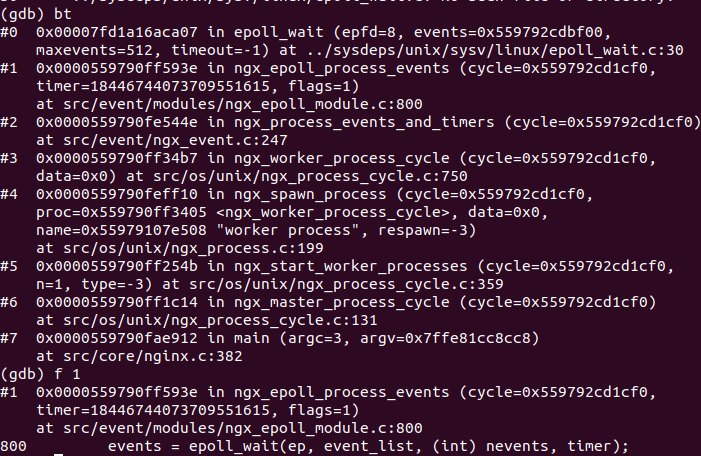 (gdb) bt
#0  0x00007fd1a16aca07 in epoll_wait (epfd=8, events=0x559792cdbf00,
    maxevents=512, timeout=-1) at ../sysdeps/unix/sysv/linux/epoll_wait.c:30
#1  0x0000559790ff593e in ngx_epoll_process_events (cycle=0x559792cd1cf0,
    timer=18446744073709551615, flags=1)
    at src/event/modules/ngx_epoll_module.c:800
#2  0x0000559790fe544e in ngx_process_events_and_timers (cycle=0x559792cd1cf0)
    at src/event/ngx_event.c:247
#3  0x0000559790ff34b7 in ngx_worker_process_cycle (cycle=0x559792cd1cf0,
    data=0x0) at src/os/unix/ngx_process_cycle.c:750
#4  0x0000559790feff10 in ngx_spawn_process (cycle=0x559792cd1cf0,
    proc=0x559790ff3405 <ngx_worker_process_cycle>, data=0x0,
    name=0x55979107e508 "worker process", respawn=-3)
    at src/os/unix/ngx_process.c:199
#5  0x0000559790ff254b in ngx_start_worker_processes (cycle=0x559792cd1cf0,
    n=1, type=-3) at src/os/unix/ngx_process_cycle.c:359
#6  0x0000559790ff1c14 in ngx_master_process_cycle (cycle=0x559792cd1cf0)
    at src/os/unix/ngx_process_cycle.c:131
#7  0x0000559790fae912 in main (argc=3, argv=0x7ffe81cc8cc8)
    at src/core/nginx.c:382
(gdb) f 1
#1  0x0000559790ff593e in ngx_epoll_process_events (cycle=0x559792cd1cf0,
    timer=18446744073709551615, flags=1)
    at src/event/modules/ngx_epoll_module.c:800
800	    events = epoll_wait(ep, event_list, (int) nevents, timer);